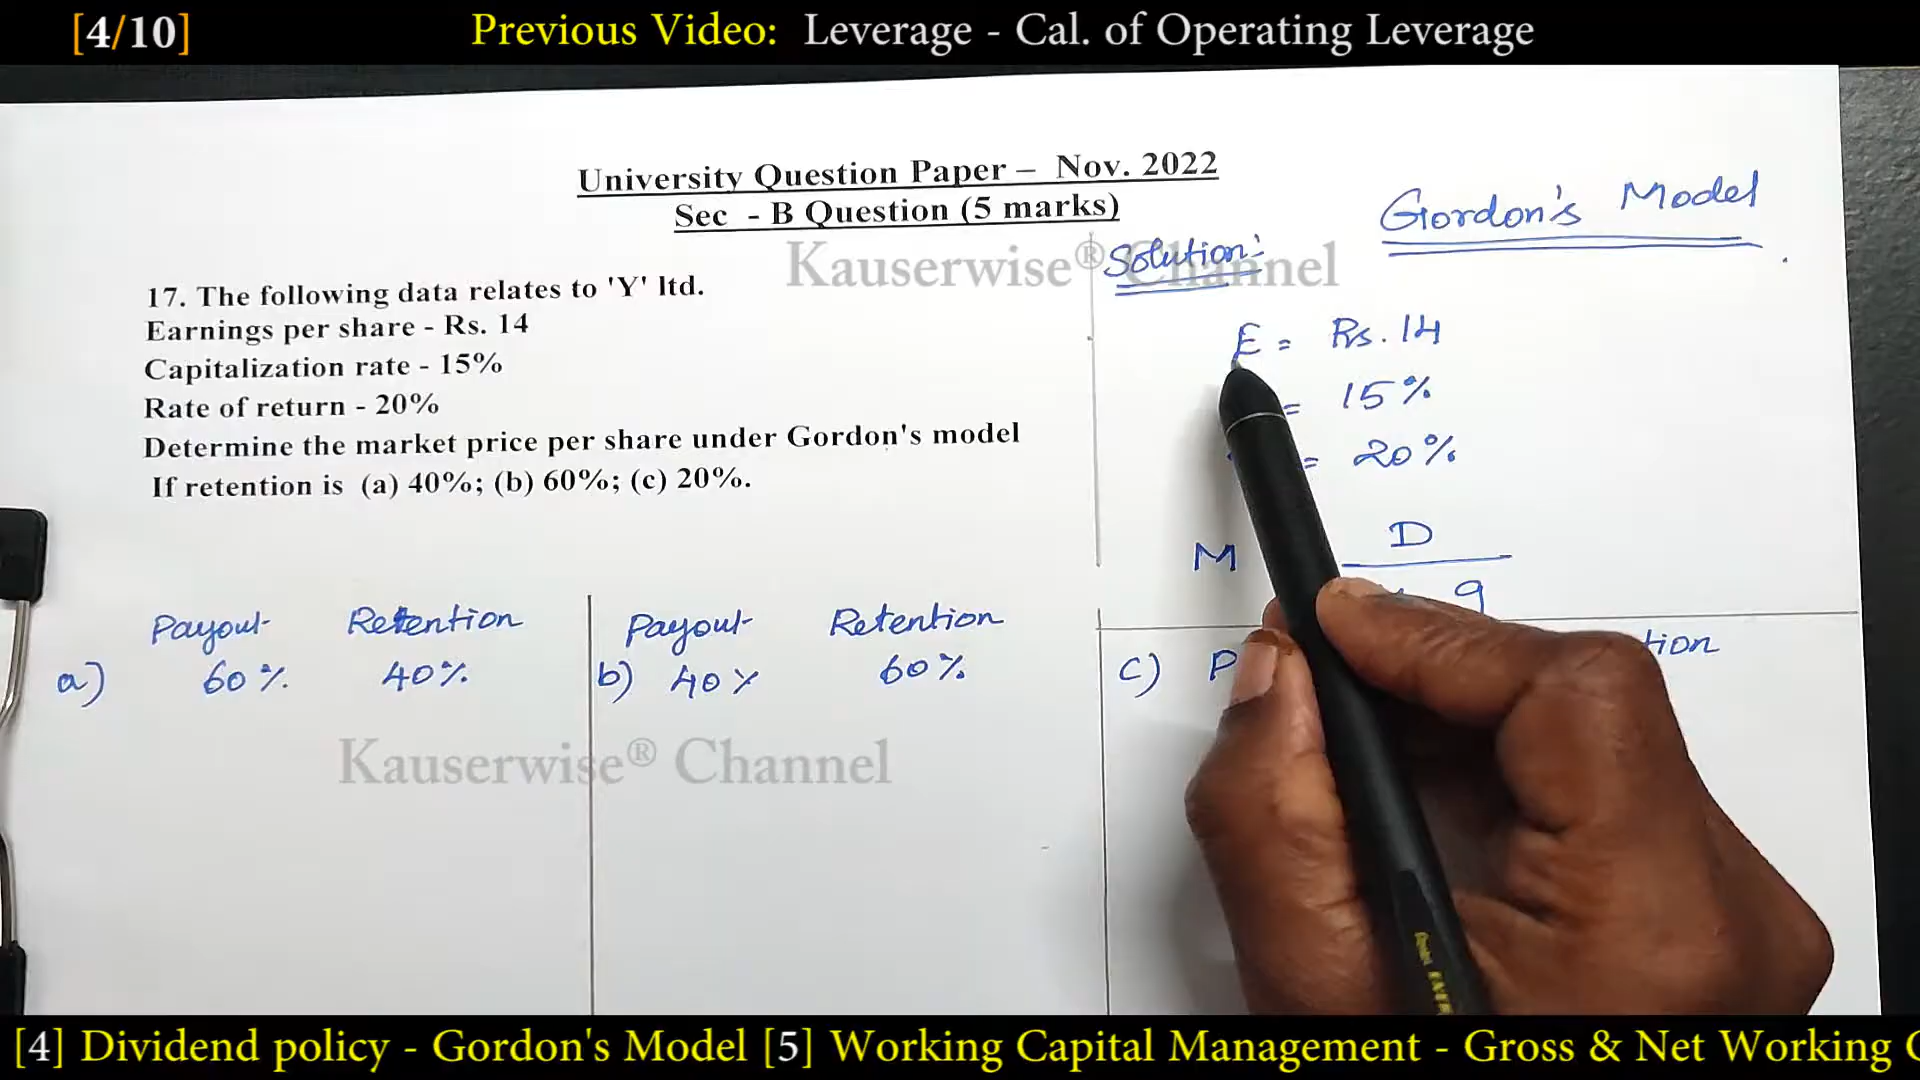 [4/10] Previous Video: Leverage - Cal. of Operating Leverage
University Question Paper – Nov. 2022
Sec - B Question (5 marks)
Gordon's Model
Kauserwise® Channel
Solution:
17. The following data relates to 'Y' ltd.
Earnings per share - Rs. 14
Capitalization rate - 15%
Rate of return - 20%
Determine the market price per share under Gordon's model
If retention is (a) 40%; (b) 60%; (c) 20%.
E = Rs. 14
= 15%
= 20%
M D
g
Payout Retention
a) 60% 40%
Payout Retention
b) 40% 60%
c) P tion
Kauserwise® Channel
[4] Dividend policy - Gordon's Model [5] Working Capital Management - Gross & Net Working